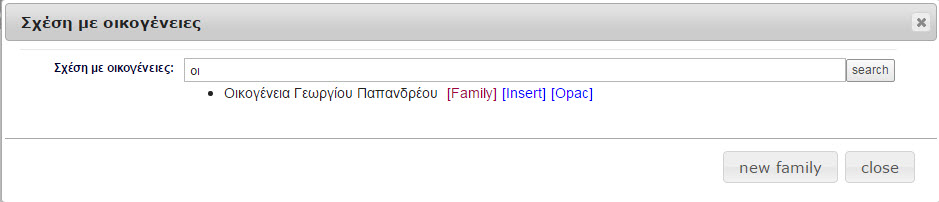 Σχέση με οικογένειες
Σχέση με οικογένειες: οι search
• Οικογένεια Γεωργίου Παπανδρέου [Family] [Insert] [Opac]
new family close